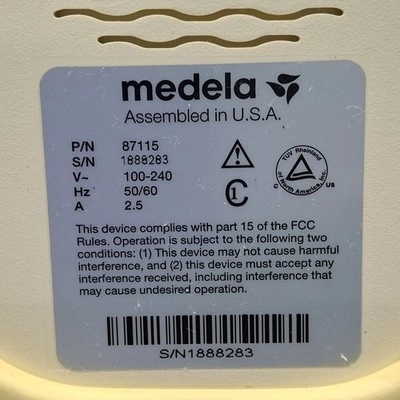 medela
Assembled in U.S.A.
P/N 87115
S/N 1888283
V~ 100-240
Hz 50/60
A 2.5
TÜV Rheinland
of North America, Inc.
C US
This device complies with part 15 of the FCC
Rules. Operation is subject to the following two
conditions: (1) This device may not cause harmful
interference, and (2) this device must accept any
interference received, including interference that
may cause undesired operation.
S/N1888283